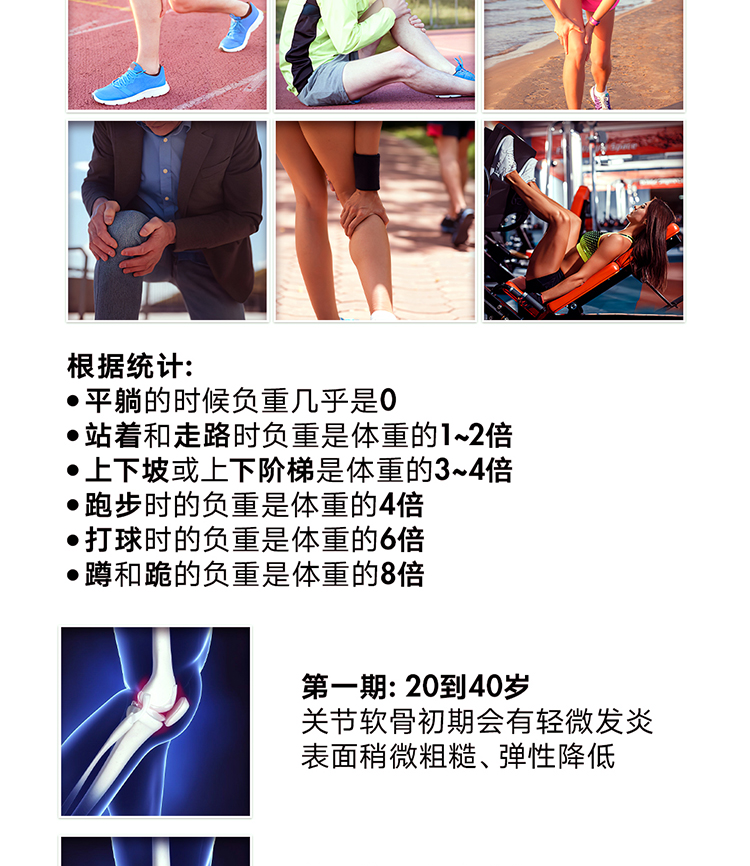 根据统计:
•平躺的时候负重几乎是0
•站着和走路时负重是体重的1~2倍
•上下坡或上下阶梯是体重的3~4倍
•跑步时的负重是体重的4倍
•打球时的负重是体重的6倍
•蹲和跪的负重是体重的8倍
第一期: 20到40岁
关节软骨初期会有轻微发炎
表面稍微粗糙、弹性降低